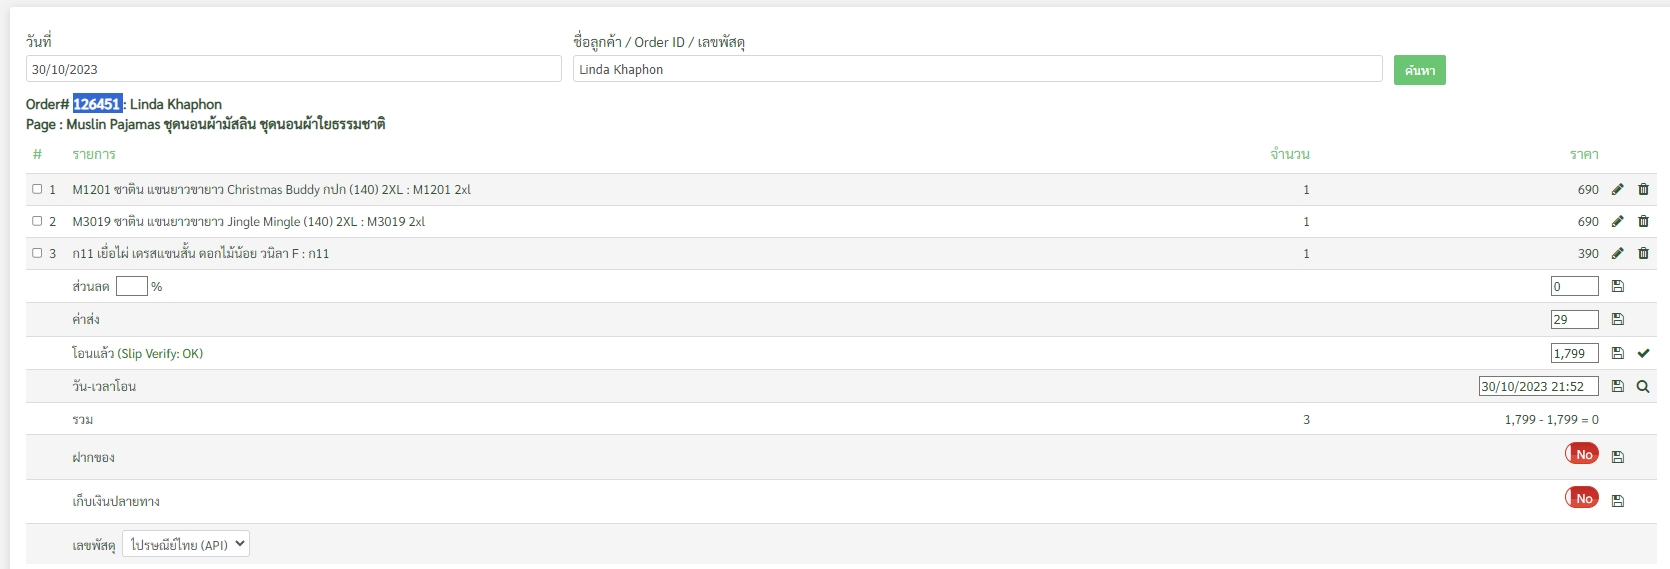 วันที่ ชื่อลูกค้า / Order ID / เลขพัสดุ
30/10/2023 Linda Khaphon ค้นหา
Order# 126451 : Linda Khaphon
Page : Muslin Pajamas ชุดนอนผ้ามัสลิน ชุดนอนผ้าใยธรรมชาติ
# รายการ จำนวน ราคา
1 M1201 ซาติน แขนยาวขายาว Christmas Buddy กปก (140) 2XL : M1201 2xl 1 690
2 M3019 ซาติน แขนยาวขายาว Jingle Mingle (140) 2XL : M3019 2xl 1 690
3 ก11 เยื่อไผ่ เดรสแขนสั้น ดอกไม้น้อย วนิลา F : ก11 1 390
ส่วนลด % 0
ค่าส่ง 29
โอนแล้ว (Slip Verify: OK) 1,799
วัน-เวลาโอน 30/10/2023 21:52
รวม 3 1,799 - 1,799 = 0
ฝากของ No
เก็บเงินปลายทาง No
เลขพัสดุ ไปรษณีย์ไทย (API)